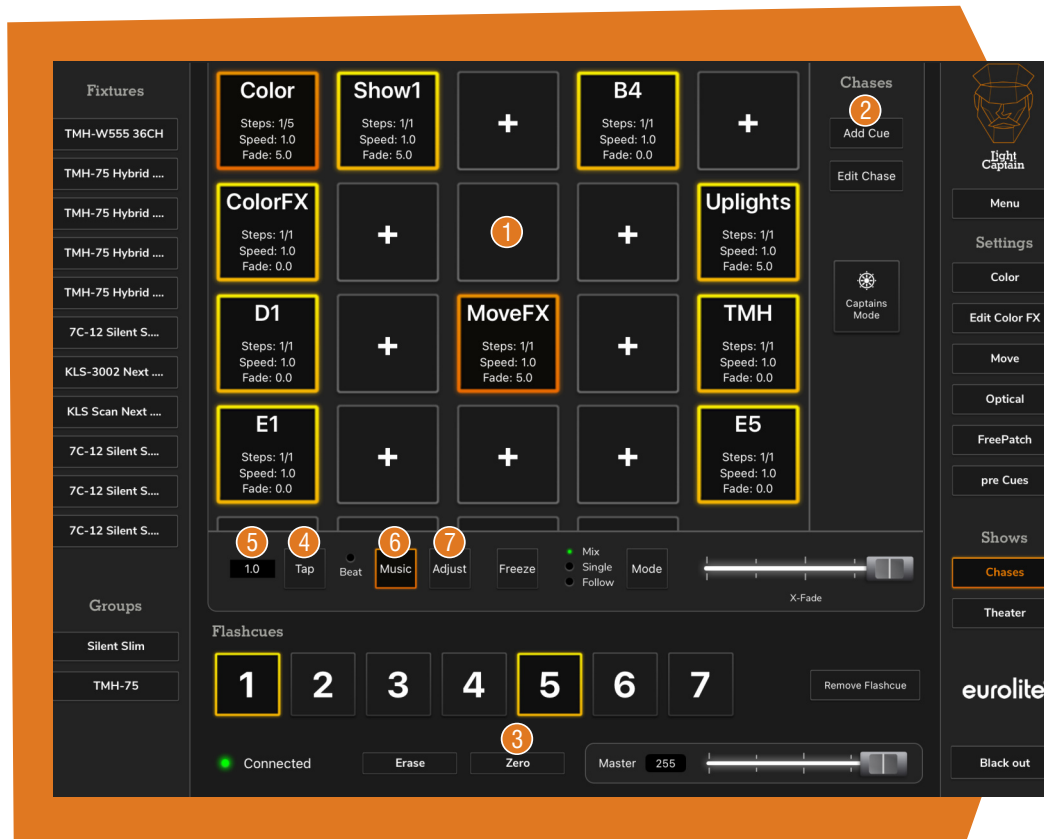 Fixtures
TMH-W555 36CH
TMH-75 Hybrid ....
TMH-75 Hybrid ....
TMH-75 Hybrid ....
TMH-75 Hybrid ....
7C-12 Silent S....
KLS-3002 Next ....
KLS Scan Next ....
7C-12 Silent S....
7C-12 Silent S....
7C-12 Silent S....
Groups
Silent Slim
TMH-75
Color
Steps: 1/5
Speed: 1.0
Fade: 5.0
Show1
Steps: 1/1
Speed: 1.0
Fade: 5.0
+
B4
Steps: 1/1
Speed: 1.0
Fade: 0.0
+
ColorFX
Steps: 1/1
Speed: 1.0
Fade: 0.0
+
1
+
Uplights
Steps: 1/1
Speed: 1.0
Fade: 5.0
D1
Steps: 1/1
Speed: 1.0
Fade: 0.0
+
MoveFX
Steps: 1/1
Speed: 1.0
Fade: 5.0
+
TMH
Steps: 1/1
Speed: 1.0
Fade: 0.0
E1
Steps: 1/1
Speed: 1.0
Fade: 0.0
+
+
+
E5
Steps: 1/1
Speed: 1.0
Fade: 0.0
5
1.0
4
Tap
Beat
6
Music
7
Adjust
Freeze
Mix
Single
Follow
Mode
X-Fade
Flashcues
1
2
3
4
5
6
7
Remove Flashcue
Connected
Erase
3
Zero
Master
255
Chases
2
Add Cue
Edit Chase
Captains
Mode
Light
Captain
Menu
Settings
Color
Edit Color FX
Move
Optical
FreePatch
pre Cues
Shows
Chases
Theater
eurolite
Black out